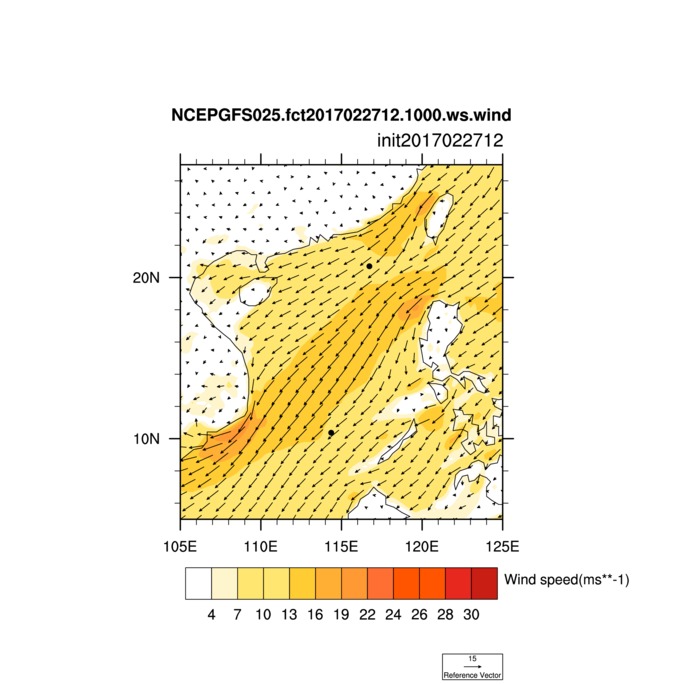 NCEPGFS025.fct2017022712.1000.ws.wind
init2017022712
20N
10N
105E 110E 115E 120E 125E
Wind speed(ms**-1)
4 7 10 13 16 19 22 24 26 28 30
15
Reference Vector